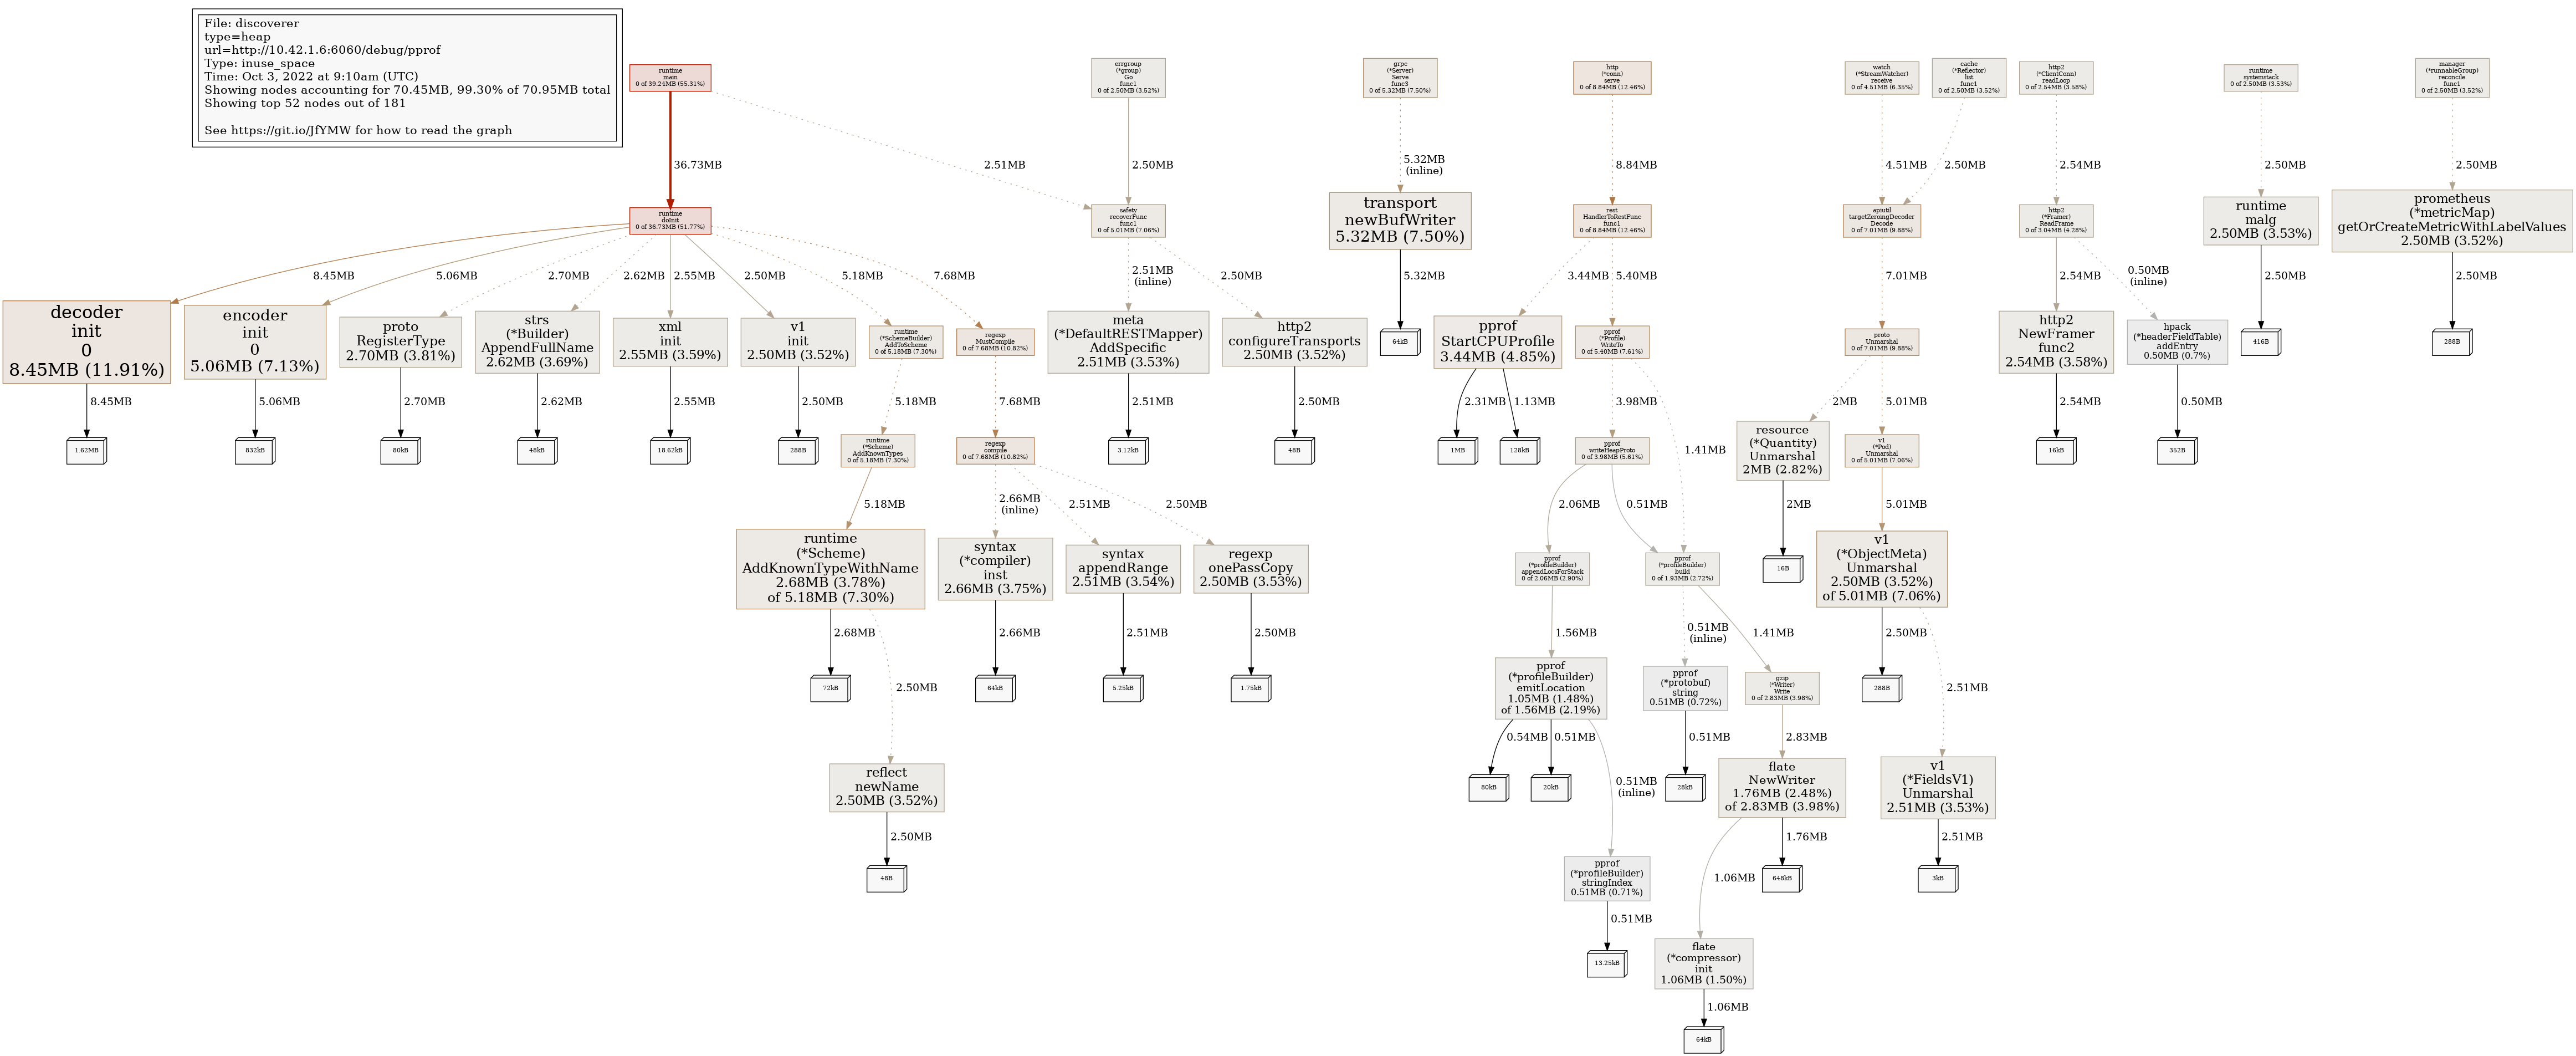 File: discoverer
type=heap
url=http://10.42.1.6:6060/debug/pprof
Type: inuse_space
Time: Oct 3, 2022 at 9:10am (UTC)
Showing nodes accounting for 70.45MB, 99.30% of 70.95MB total
Showing top 52 nodes out of 181
See https://git.io/JfYMW for how to read the graph
runtime
main
0 of 39.24MB (55.31%)
errgroup
(*group)
Go
func1
0 of 2.50MB (3.52%)
grpc
(*Server)
Serve
func3
0 of 5.32MB (7.50%)
http
(*conn)
serve
0 of 8.84MB (12.46%)
watch
(*StreamWatcher)
receive
0 of 4.51MB (6.35%)
cache
(*Reflector)
list
func1
0 of 2.50MB (3.52%)
http2
(*ClientConn)
readLoop
0 of 2.54MB (3.58%)
runtime
systemstack
0 of 2.50MB (3.53%)
manager
(*runnableGroup)
reconcile
func1
0 of 2.50MB (3.52%)
36.73MB
2.51MB
2.50MB
5.32MB
(inline)
8.84MB
4.51MB
2.50MB
2.54MB
2.50MB
2.50MB
runtime
doInit
0 of 36.73MB (51.77%)
safety
recoverFunc
func1
0 of 5.01MB (7.06%)
transport
newBufWriter
5.32MB (7.50%)
rest
HandlerToRestFunc
func1
0 of 8.84MB (12.46%)
apiutil
targetZeroingDecoder
Decode
0 of 7.01MB (9.88%)
http2
(*Framer)
ReadFrame
0 of 3.04MB (4.28%)
runtime
malg
2.50MB (3.53%)
prometheus
(*metricMap)
getOrCreateMetricWithLabelValues
2.50MB (3.52%)
8.45MB
5.06MB
2.70MB
2.62MB
2.55MB
2.50MB
5.18MB
7.68MB
2.51MB
(inline)
2.50MB
5.32MB
3.44MB
5.40MB
7.01MB
2.54MB
0.50MB
(inline)
2.50MB
2.50MB
decoder
init
0
8.45MB (11.91%)
encoder
init
0
5.06MB (7.13%)
proto
RegisterType
2.70MB (3.81%)
strs
(*Builder)
AppendFullName
2.62MB (3.69%)
xml
init
2.55MB (3.59%)
v1
init
2.50MB (3.52%)
runtime
(*SchemeBuilder)
AddToScheme
0 of 5.18MB (7.30%)
regexp
MustCompile
0 of 7.68MB (10.82%)
meta
(*DefaultRESTMapper)
AddSpecific
2.51MB (3.53%)
http2
configureTransports
2.50MB (3.52%)
64kB
pprof
StartCPUProfile
3.44MB (4.85%)
pprof
(*Profile)
WriteTo
0 of 5.40MB (7.61%)
proto
Unmarshal
0 of 7.01MB (9.88%)
http2
NewFramer
func2
2.54MB (3.58%)
hpack
(*headerFieldTable)
addEntry
0.50MB (0.7%)
416B
288B
8.45MB
5.06MB
2.70MB
2.62MB
2.55MB
2.50MB
5.18MB
7.68MB
2.51MB
2.50MB
2.31MB
1.13MB
3.98MB
1.41MB
2MB
5.01MB
2.54MB
0.50MB
1.62MB
832kB
80kB
48kB
18.62kB
288B
runtime
(*Scheme)
AddKnownTypes
0 of 5.18MB (7.30%)
regexp
compile
0 of 7.68MB (10.82%)
3.12kB
48B
1MB
128kB
pprof
writeHeapProto
0 of 3.98MB (5.61%)
resource
(*Quantity)
Unmarshal
2MB (2.82%)
v1
(*Pod)
Unmarshal
0 of 5.01MB (7.06%)
16kB
352B
5.18MB
2.66MB
(inline)
2.51MB
2.50MB
2.06MB
0.51MB
2MB
5.01MB
runtime
(*Scheme)
AddKnownTypeWithName
2.68MB (3.78%)
of 5.18MB (7.30%)
syntax
(*compiler)
inst
2.66MB (3.75%)
syntax
appendRange
2.51MB (3.54%)
regexp
onePassCopy
2.50MB (3.53%)
pprof
(*profileBuilder)
appendLocsForStack
0 of 2.06MB (2.90%)
pprof
(*profileBuilder)
build
0 of 1.93MB (2.72%)
16B
v1
(*ObjectMeta)
Unmarshal
2.50MB (3.52%)
of 5.01MB (7.06%)
2.68MB
2.50MB
2.66MB
2.51MB
2.50MB
1.56MB
0.51MB
(inline)
1.41MB
2.50MB
2.51MB
72kB
64kB
5.25kB
1.75kB
pprof
(*profileBuilder)
emitLocation
1.05MB (1.48%)
of 1.56MB (2.19%)
pprof
(*protobuf)
string
0.51MB (0.72%)
gzip
(*Writer)
Write
0 of 2.83MB (3.98%)
288B
0.54MB
0.51MB
0.51MB
(inline)
0.51MB
2.83MB
reflect
newName
2.50MB (3.52%)
80kB
20kB
28kB
flate
NewWriter
1.76MB (2.48%)
of 2.83MB (3.98%)
v1
(*FieldsV1)
Unmarshal
2.51MB (3.53%)
2.50MB
1.06MB
1.76MB
2.51MB
48B
pprof
(*profileBuilder)
stringIndex
0.51MB (0.71%)
648kB
3kB
0.51MB
13.25kB
flate
(*compressor)
init
1.06MB (1.50%)
1.06MB
64kB